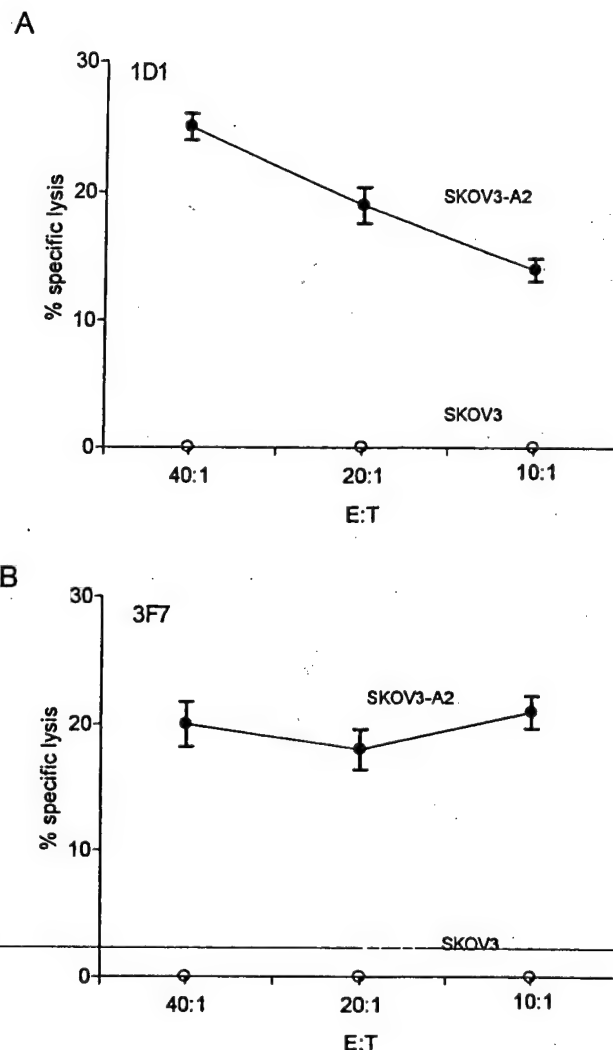 A
1D1
30
20
10
0
% specific lysis
SKOV3-A2
SKOV3
40:1
20:1
10:1
E:T
B
3F7
30
20
10
0
% specific lysis
SKOV3-A2
SKOV3
40:1
20:1
10:1
E:T